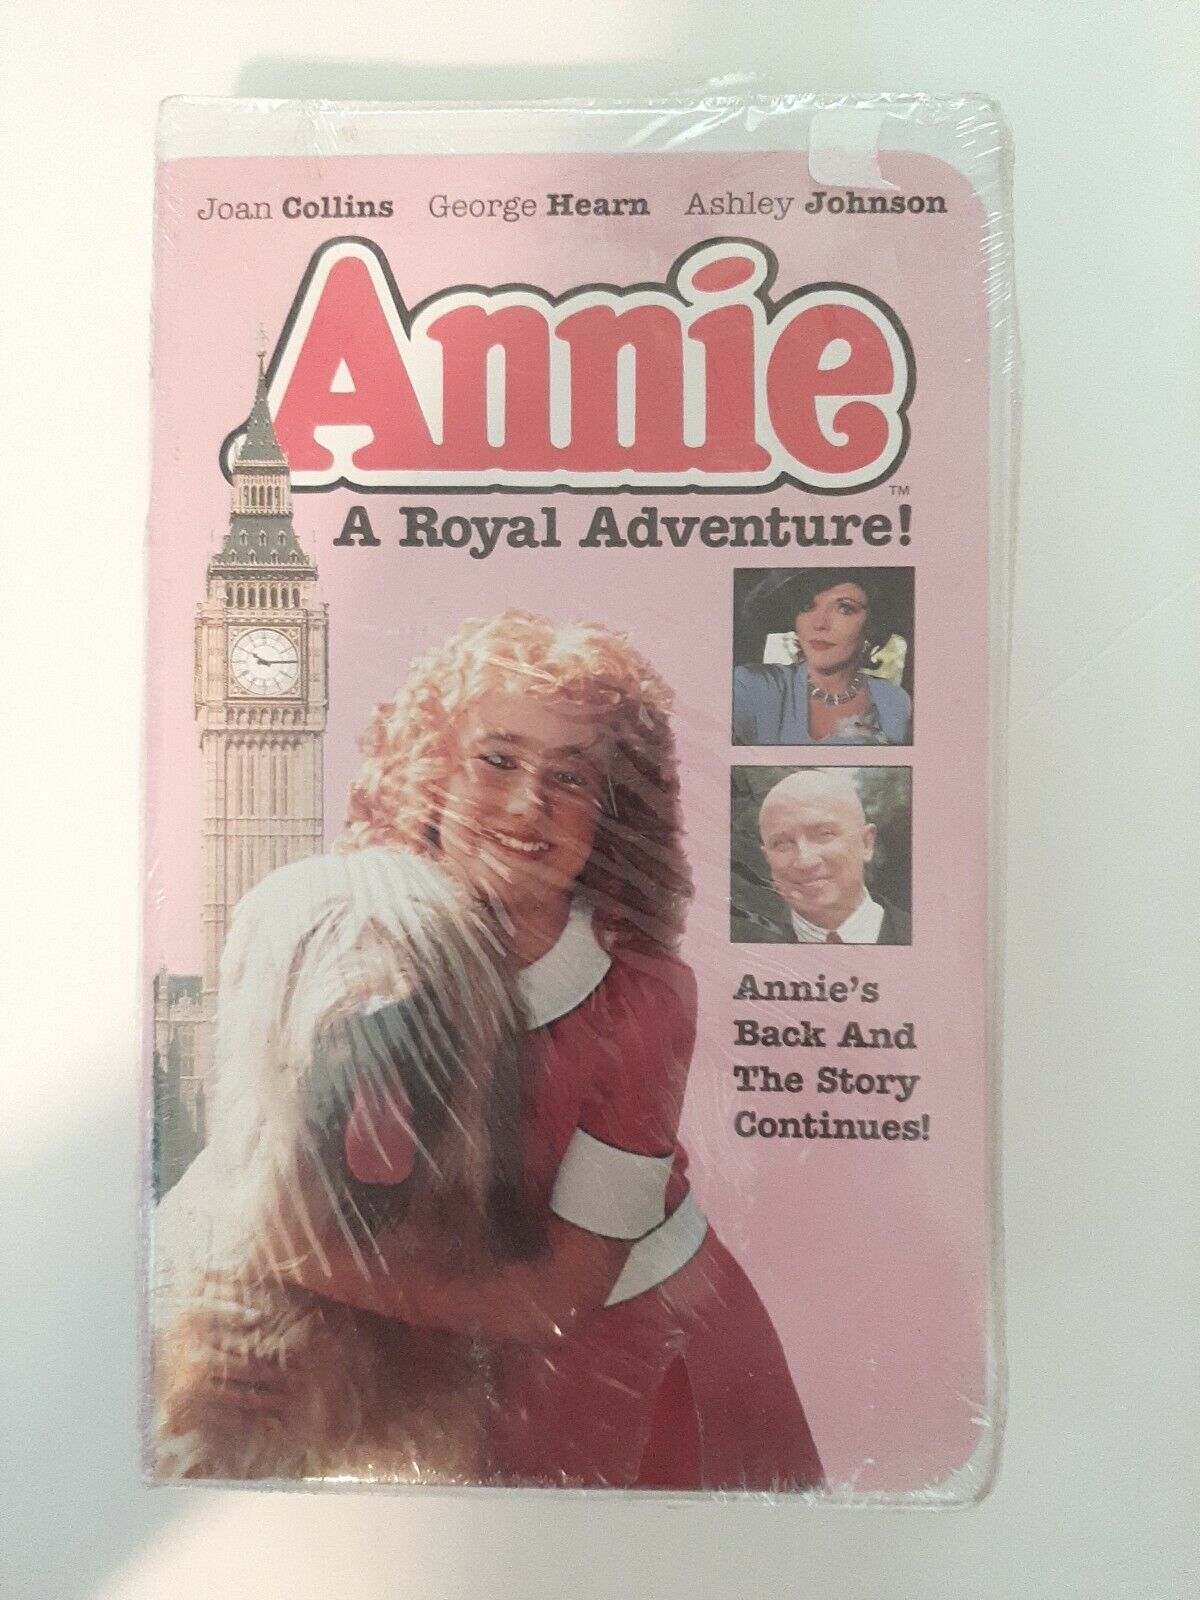 Joan Collins George Hearn Ashley Johnson
Annie
TM
A Royal Adventure!
Annie's
Back And
The Story
Continues!